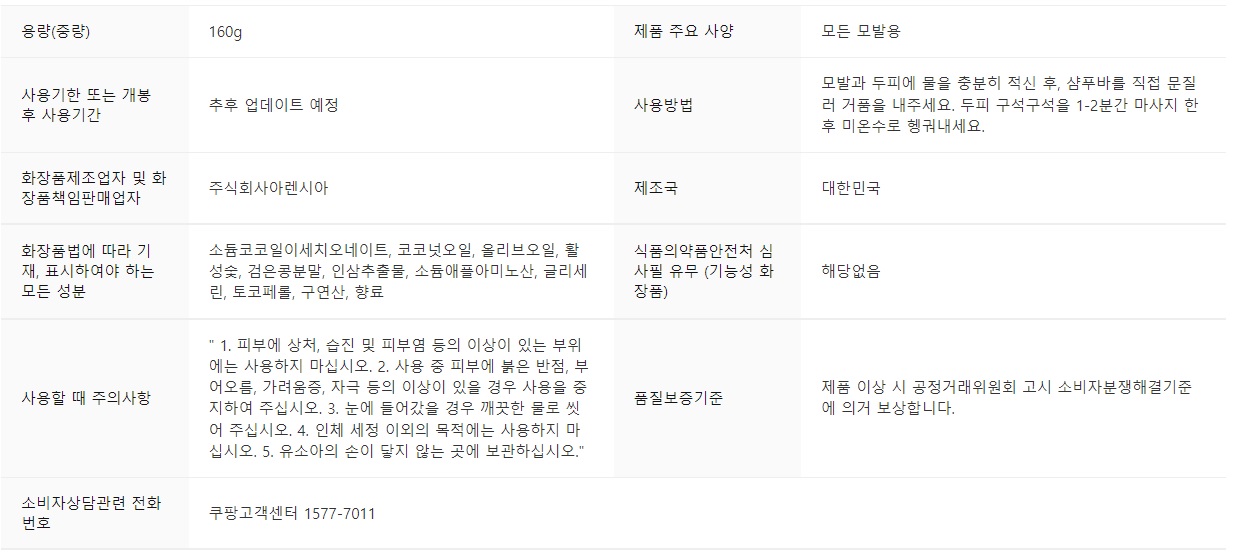 용량(중량)
160g
제품 주요 사양
모든 모발용
사용기한 또는 개봉
후 사용기간
추후 업데이트 예정
사용방법
모발과 두피에 물을 충분히 적신 후, 샴푸바를 직접 문질
러 거품을 내주세요. 두피 구석구석을 1-2분간 마사지 한
후 미온수로 헹궈내세요.
화장품제조업자 및 화
장품책임판매업자
주식회사아렌시아
제조국
대한민국
화장품법에 따라 기
재, 표시하여야 하는
모든 성분
소듐코코일이세치오네이트, 코코넛오일, 올리브오일, 활
성숯, 검은콩분말, 인삼추출물, 소듐애플아미노산, 글리세
린, 토코페롤, 구연산, 향료
식품의약품안전처 심
사필 유무 (기능성 화
장품)
해당없음
사용할 때 주의사항
" 1. 피부에 상처, 습진 및 피부염 등의 이상이 있는 부위
에는 사용하지 마십시오. 2. 사용 중 피부에 붉은 반점, 부
어오름, 가려움증, 자극 등의 이상이 있을 경우 사용을 중
지하여 주십시오. 3. 눈에 들어갔을 경우 깨끗한 물로 씻
어 주십시오. 4. 인체 세정 이외의 목적에는 사용하지 마
십시오. 5. 유소아의 손이 닿지 않는 곳에 보관하십시오."
품질보증기준
제품 이상 시 공정거래위원회 고시 소비자분쟁해결기준
에 의거 보상합니다.
소비자상담관련 전화
번호
쿠팡고객센터 1577-7011